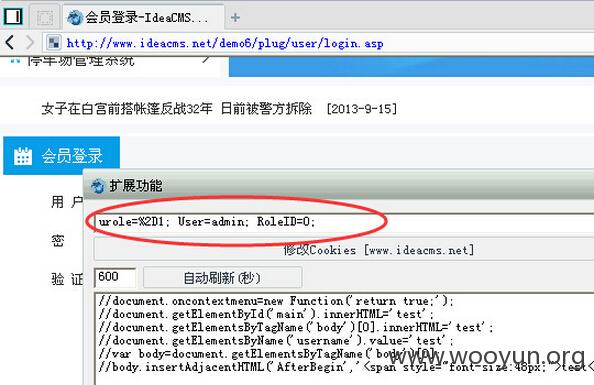 会员登录-IdeaCMS...
http://www.ideacms.net/demo6/plug/user/login.asp
停车场管理系统
女子在白宫前搭帐篷反战32年 日前被警方拆除 [2013-9-15]
会员登录
扩展功能
用 户
urole=%2D1; User=admin; RoleID=0;
密
修改Cookies [www.ideacms.net]
验 证
600
自动刷新(秒)
//document.oncontextmenu=new Function('return true;');
//document.getElementById('main').innerHTML='test';
//document.getElementsByTagName('body')[0].innerHTML='test';
//document.getElementsByName('username').value='test';
//var body=document.getElementsByTagName('body')[0];
//body.insertAdjacentHTML('AfterBegin','<span style="font-size:48px;">test
www.wooyun.org